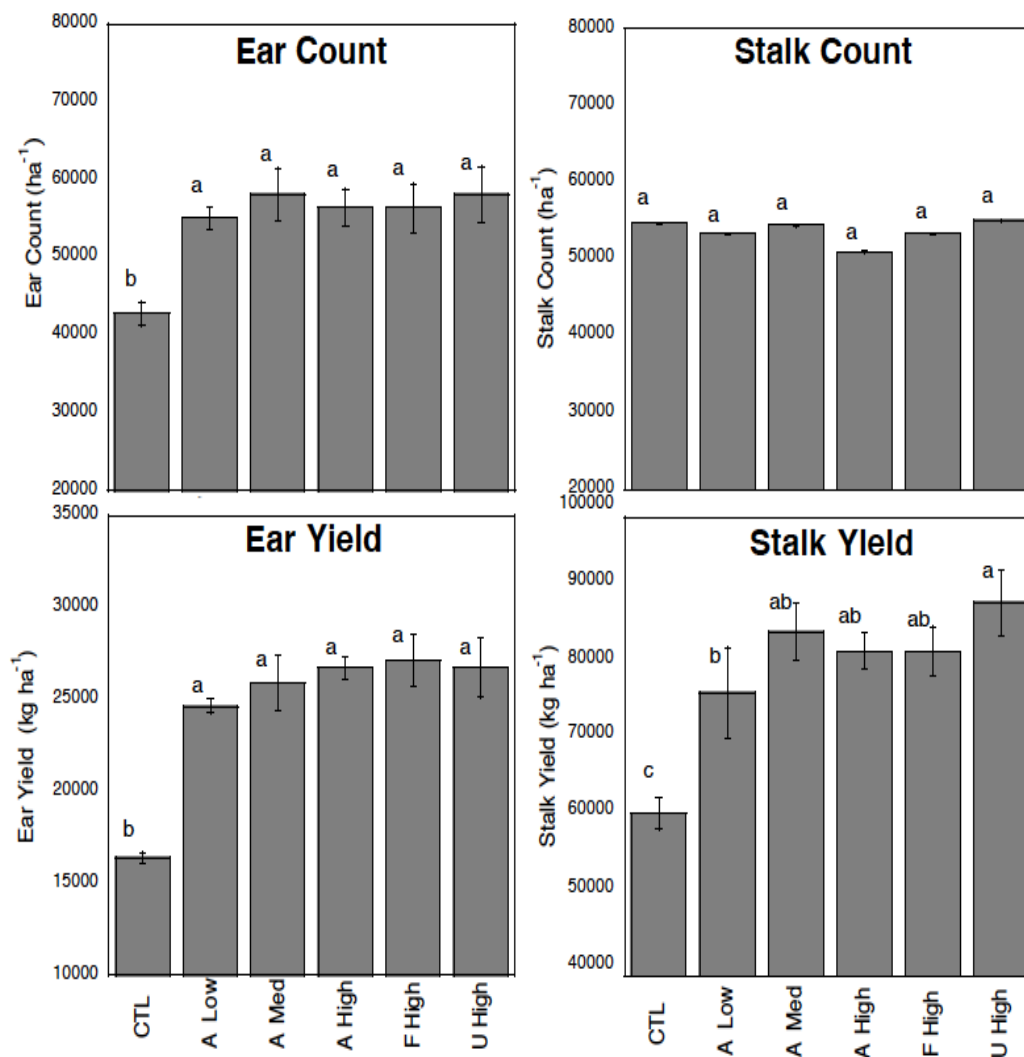 Ear Count
Ear Count (ha⁻¹)
80000
70000
60000
50000
40000
30000
20000
b
a
a
a
a
a
Stalk Count
Stalk Count (ha⁻¹)
80000
70000
60000
50000
40000
30000
20000
a
a
a
a
a
a
Ear Yield
Ear Yield (kg ha⁻¹)
35000
30000
25000
20000
15000
10000
b
a
a
a
a
a
CTL
A Low
A Med
A High
F High
U High
Stalk Yield
Stalk Yield (kg ha⁻¹)
100000
90000
80000
70000
60000
50000
40000
c
b
ab
ab
ab
a
CTL
A Low
A Med
A High
F High
U High